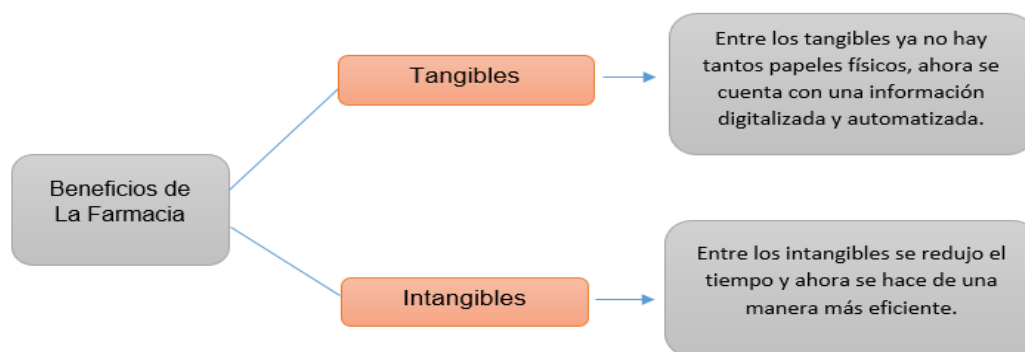 Beneficios de
La Farmacia
Tangibles
Entre los tangibles ya no hay
tantos papeles físicos, ahora se
cuenta con una información
digitalizada y automatizada.
Intangibles
Entre los intangibles se redujo el
tiempo y ahora se hace de una
manera más eficiente.